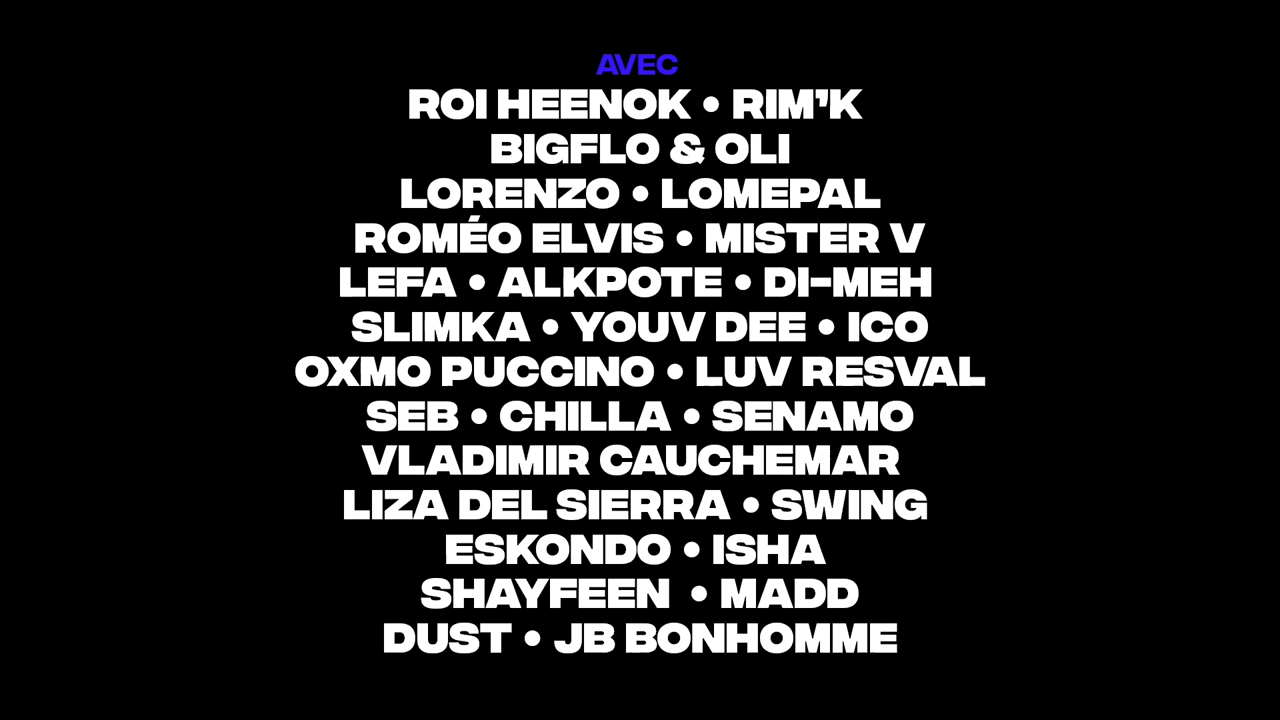 AVEC
ROI HEENOK • RIM'K
BIGFLO & OLI
LORENZO • LOMEPAL
ROMÉO ELVIS • MISTER V
LEFA • ALKPOTE • DI-MEH
SLIMKA • YOUV DEE • ICO
OXMO PUCCINO • LUV RESVAL
SEB • CHILLA • SENAMO
VLADIMIR CAUCHEMAR
LIZA DEL SIERRA • SWING
ESKONDO • ISHA
SHAYFEEN • MADD
DUST • JB BONHOMME